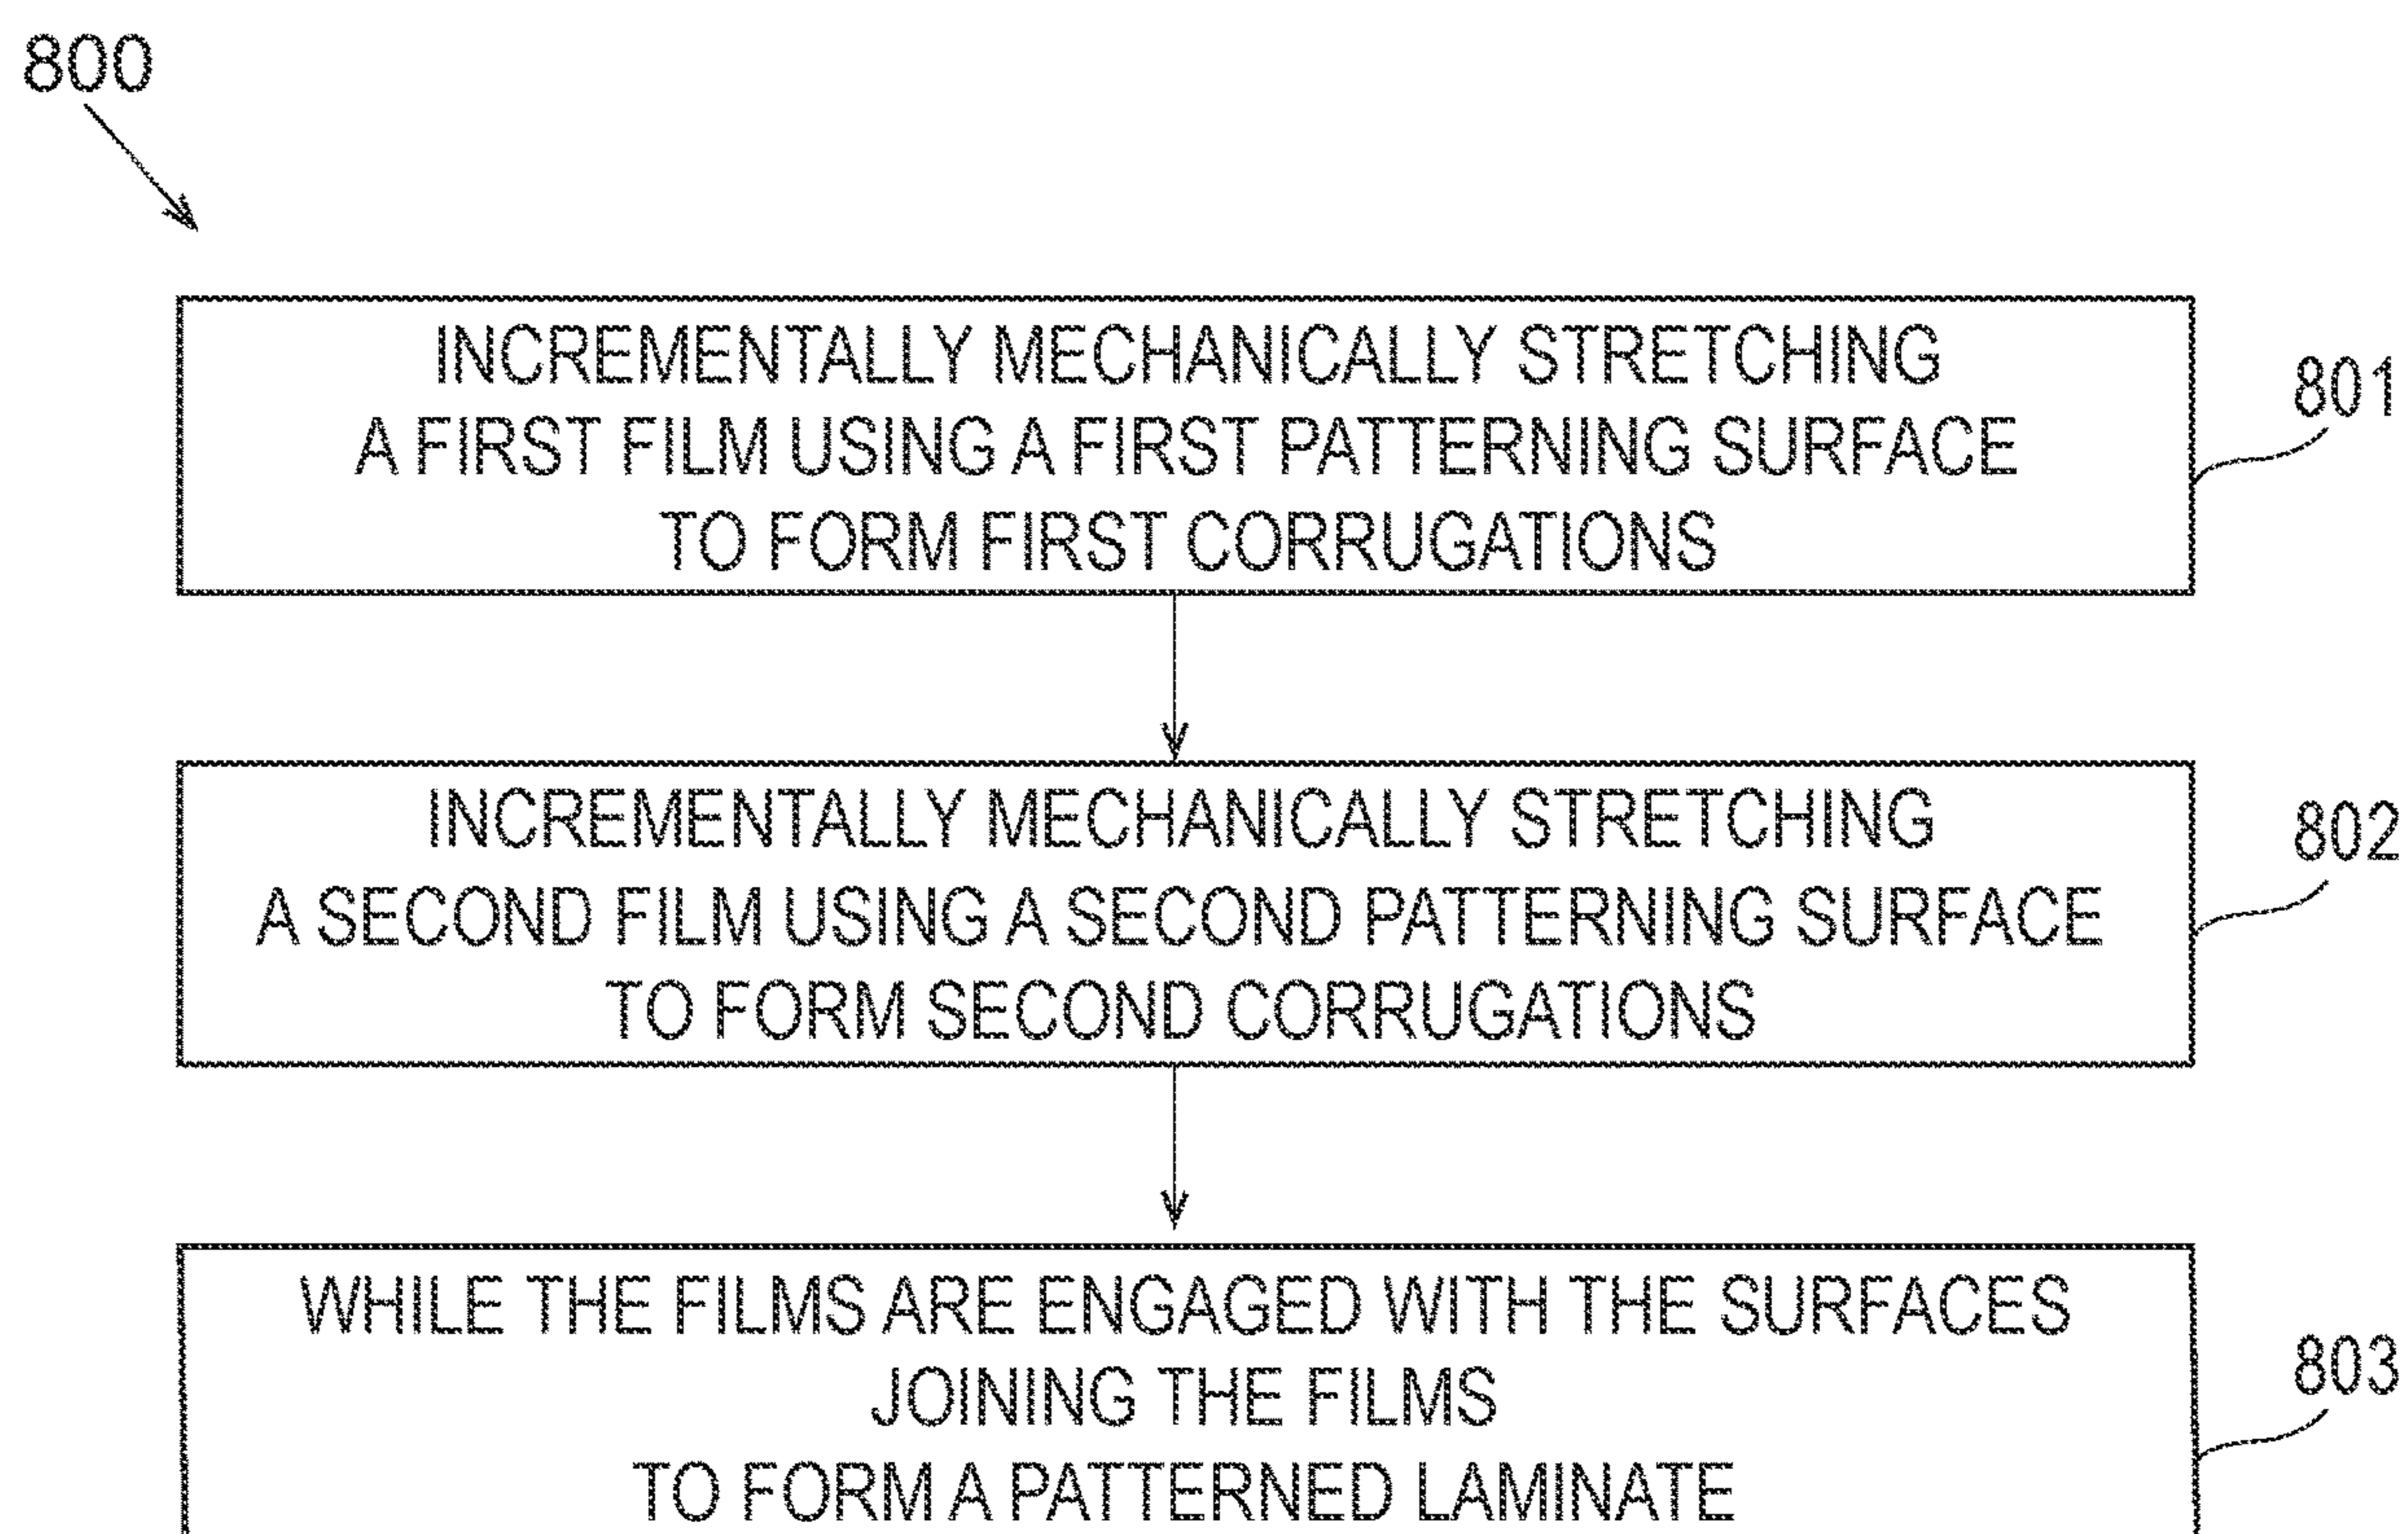 800
INCREMENTALLY MECHANICALLY STRETCHING
A FIRST FILM USING A FIRST PATTERNING SURFACE
TO FORM FIRST CORRUGATIONS
801
INCREMENTALLY MECHANICALLY STRETCHING
A SECOND FILM USING A SECOND PATTERNING SURFACE
TO FORM SECOND CORRUGATIONS
802
WHILE THE FILMS ARE ENGAGED WITH THE SURFACES
JOINING THE FILMS
TO FORM A PATTERNED LAMINATE
803